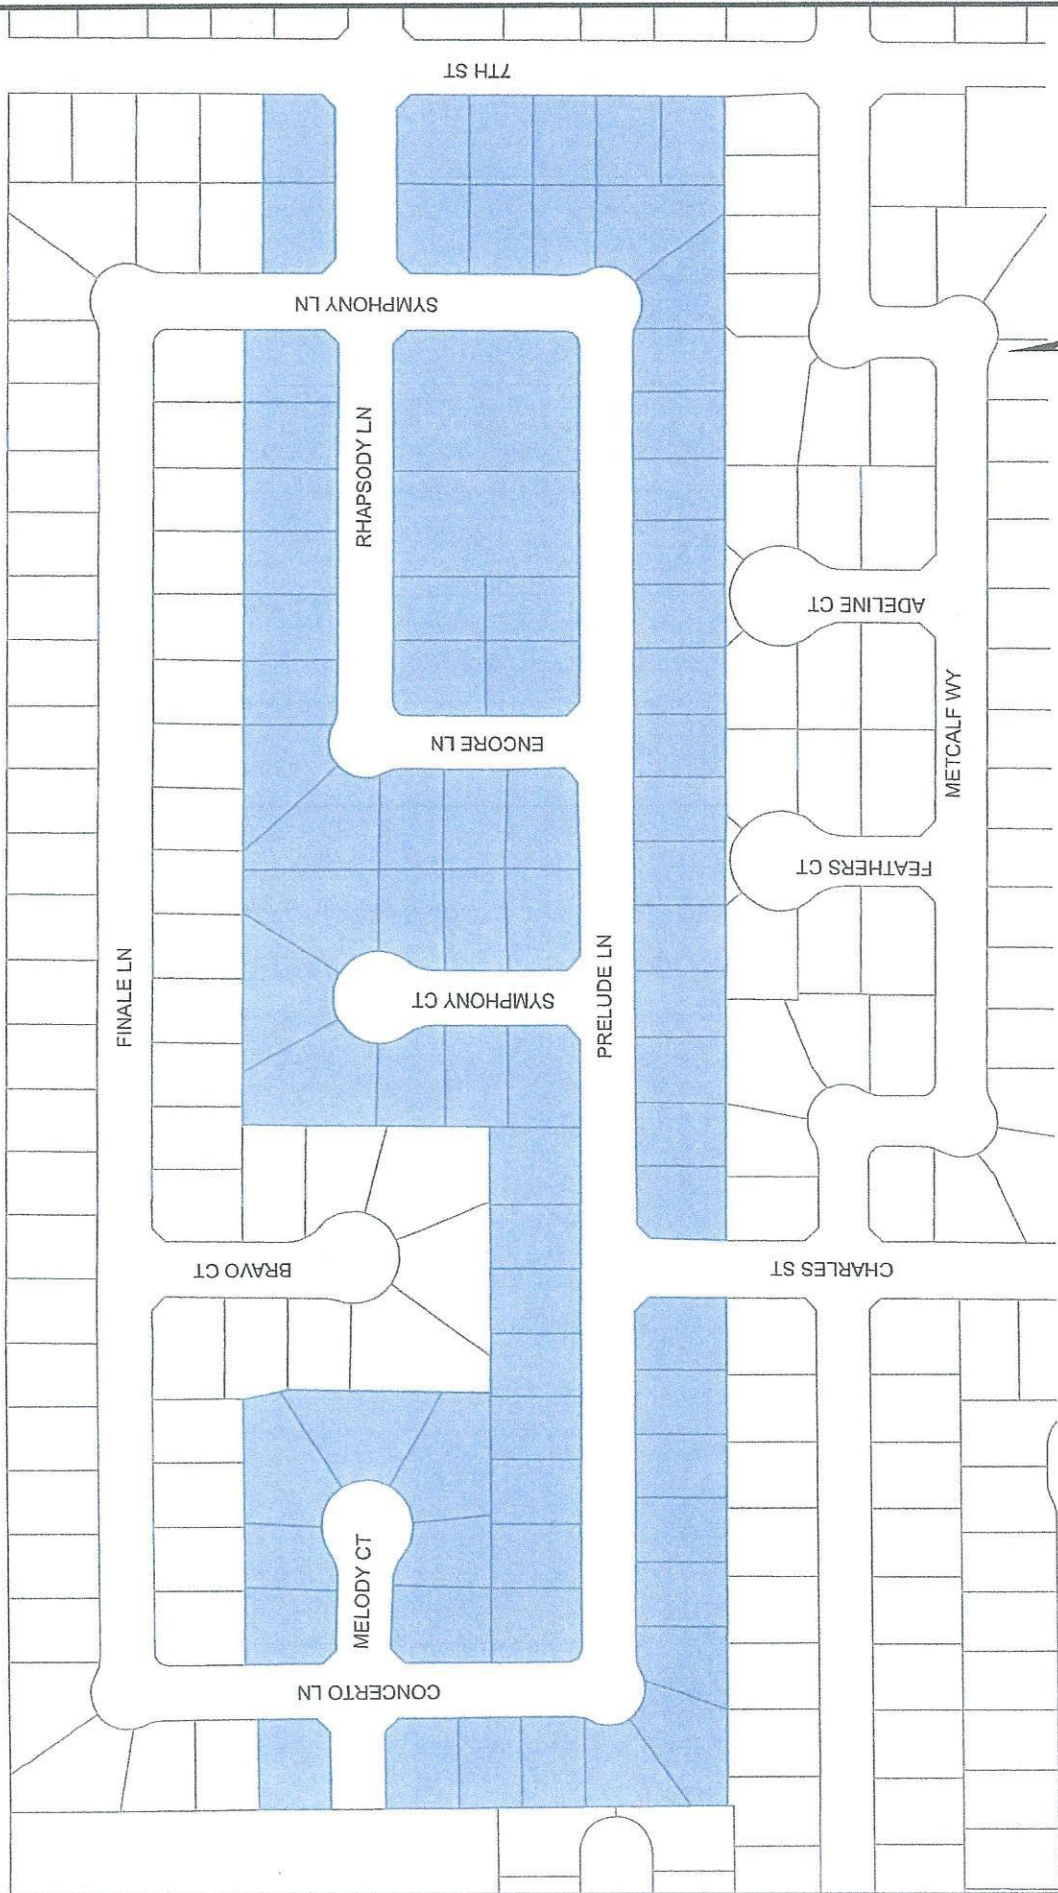 7TH ST
SYMPHONY LN
RHAPSODY LN
ADELINE CT
ENCORE LN
METCALF WY
FEATHERS CT
FINALE LN
SYMPHONY CT
PRELUDE LN
BRAVO CT
CHARLES ST
MELODY CT
CONCERTO LN